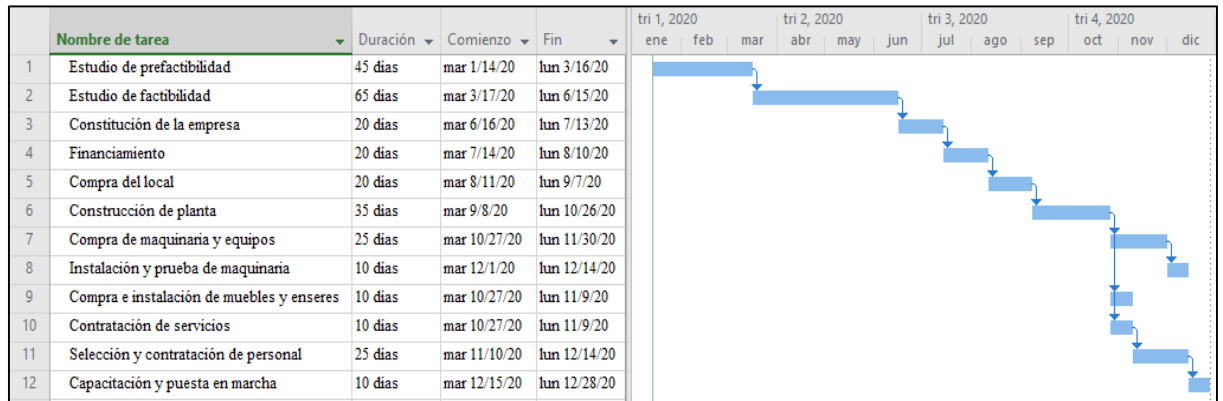 tri 1, 2020 tri 2, 2020 tri 3, 2020 tri 4, 2020
Nombre de tarea Duración Comienzo Fin ene feb mar abr may jun jul ago sep oct nov dic
1 Estudio de prefactibilidad 45 días mar 1/14/20 lun 3/16/20
2 Estudio de factibilidad 65 días mar 3/17/20 lun 6/15/20
3 Constitución de la empresa 20 días mar 6/16/20 lun 7/13/20
4 Financiamiento 20 días mar 7/14/20 lun 8/10/20
5 Compra del local 20 días mar 8/11/20 lun 9/7/20
6 Construcción de planta 35 días mar 9/8/20 lun 10/26/20
7 Compra de maquinaria y equipos 25 días mar 10/27/20 lun 11/30/20
8 Instalación y prueba de maquinaria 10 días mar 12/1/20 lun 12/14/20
9 Compra e instalación de muebles y enseres 10 días mar 10/27/20 lun 11/9/20
10 Contratación de servicios 10 días mar 10/27/20 lun 11/9/20
11 Selección y contratación de personal 25 días mar 11/10/20 lun 12/14/20
12 Capacitación y puesta en marcha 10 días mar 12/15/20 lun 12/28/20